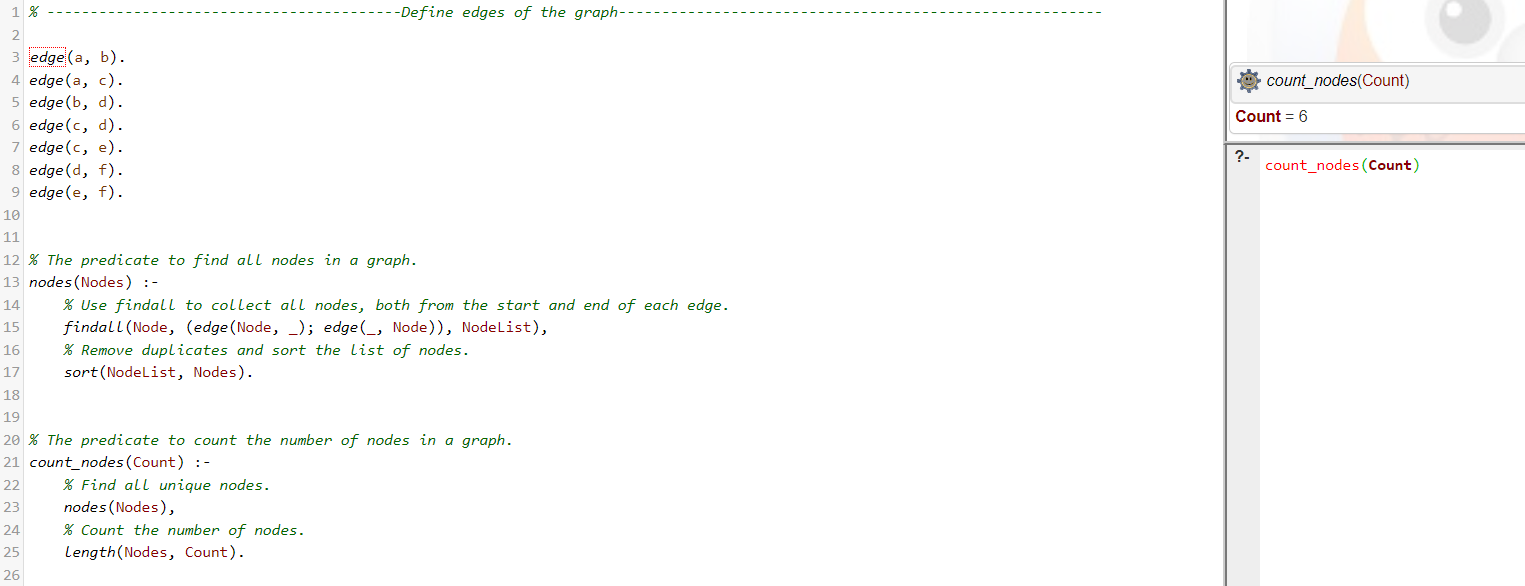 1 % -----------------------------------------Define edges of the graph--------------------------------------------------------
2
3 edge(a, b).
4 edge(a, c).
5 edge(b, d).
6 edge(c, d).
7 edge(c, e).
8 edge(d, f).
9 edge(e, f).
10
11
12 % The predicate to find all nodes in a graph.
13 nodes(Nodes) :-
14     % Use findall to collect all nodes, both from the start and end of each edge.
15     findall(Node, (edge(Node, _); edge(_, Node)), NodeList),
16     % Remove duplicates and sort the list of nodes.
17     sort(NodeList, Nodes).
18
19
20 % The predicate to count the number of nodes in a graph.
21 count_nodes(Count) :-
22     % Find all unique nodes.
23     nodes(Nodes),
24     % Count the number of nodes.
25     length(Nodes, Count).
26
count_nodes(Count)
Count = 6
?- count_nodes(Count)